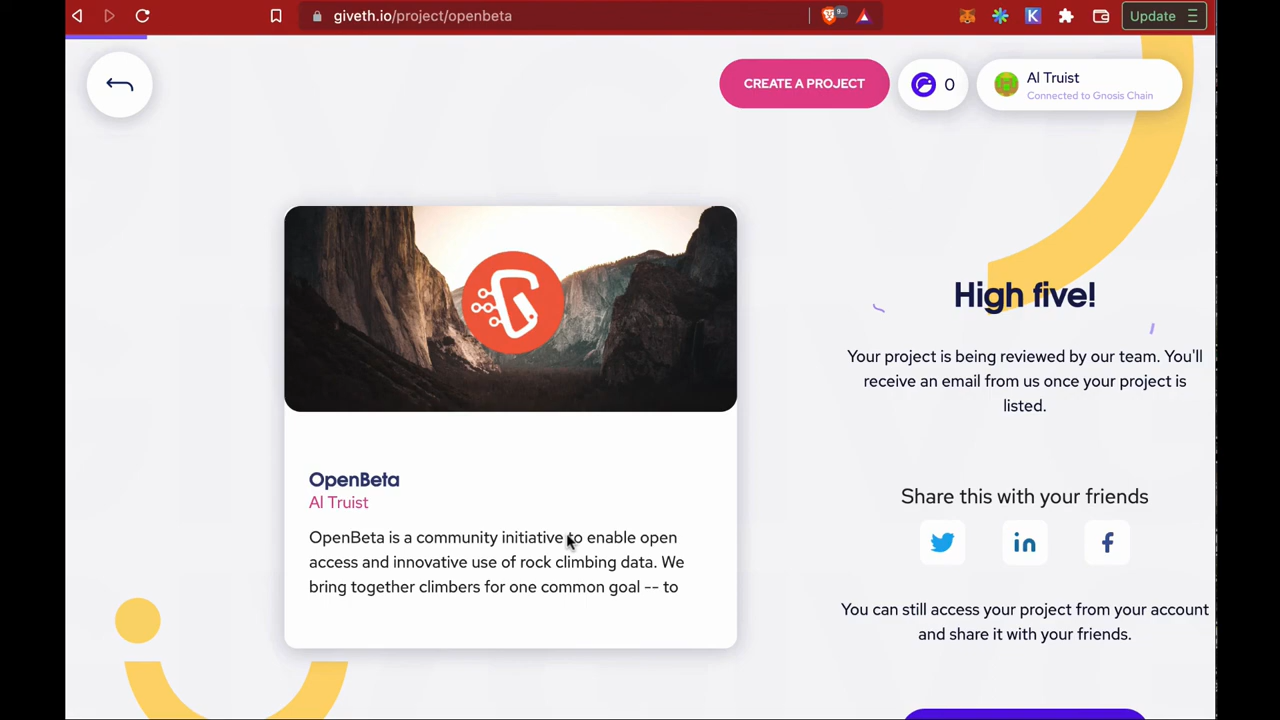 giveth.io/project/openbeta
Update
CREATE A PROJECT
0
Al Truist
Connected to Gnosis Chain
High five!
Your project is being reviewed by our team. You'll
receive an email from us once your project is
listed.
OpenBeta
Al Truist
OpenBeta is a community initiative to enable open
access and innovative use of rock climbing data. We
bring together climbers for one common goal -- to
Share this with your friends
You can still access your project from your account
and share it with your friends.